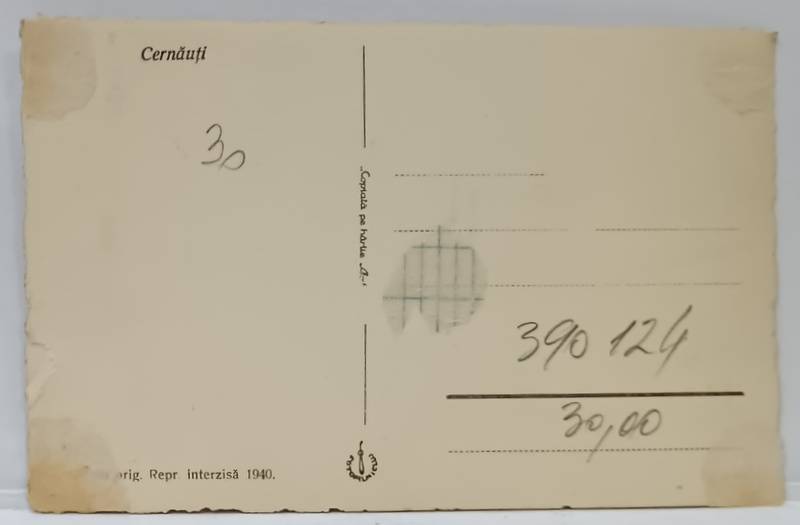 Cernăuți
30
"Copiată pe hârtie
390 124
30,00
orig. Repr. interzisă 1940.